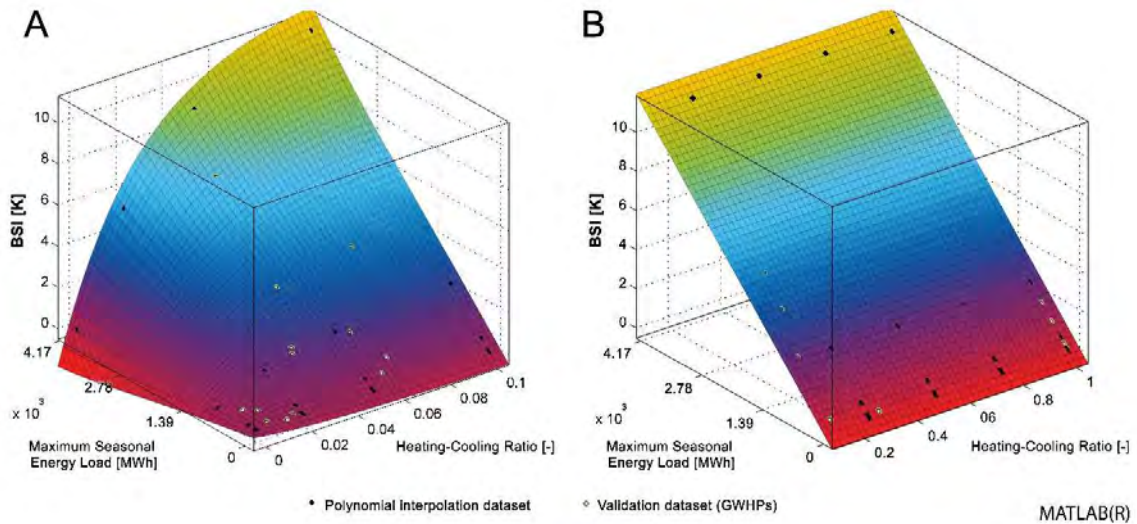 A
B
BSI [K]
10
8
6
4
2
0
4.17
2.78
1.39
0
x 10³
Maximum Seasonal
Energy Load [MWh]
0
0.02
0.04
0.06
0.08
0.1
Heating-Cooling Ratio [-]
BSI [K]
10
8
6
4
2
0
4.17
2.78
1.39
0
x 10³
Maximum Seasonal
Energy Load [MWh]
0.2
0.4
06
0.8
1
Heating-Cooling Ratio [-]
Polynomial interpolation dataset
Validation dataset (GWHPs)
MATLAB(R)